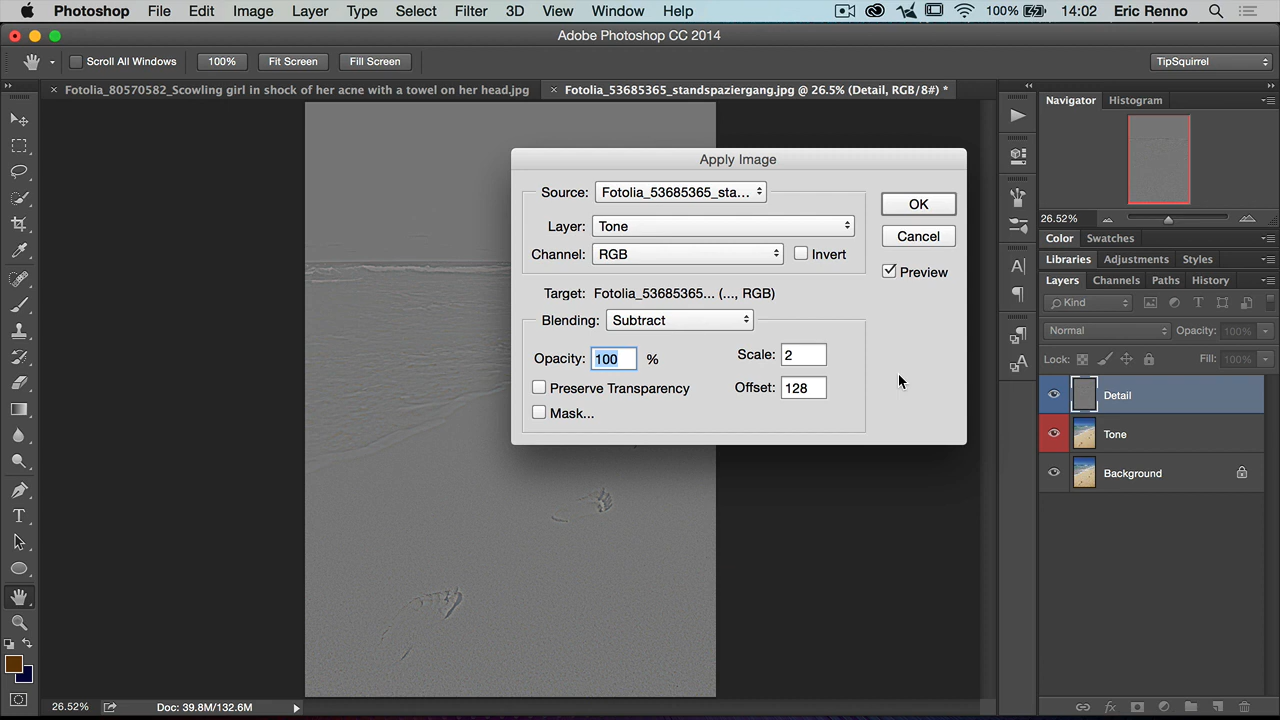 Photoshop File Edit Image Layer Type Select Filter 3D View Window Help 100% 14:02 Eric Renno
Adobe Photoshop CC 2014
Scroll All Windows 100% Fit Screen Fill Screen TipSquirrel
× Fotolia_80570582_Scowling girl in shock of her acne with a towel on her head.jpg × Fotolia_53685365_standspaziergang.jpg @ 26.5% (Detail, RGB/8#) *
Navigator Histogram
26.52%
Color Swatches
Libraries Adjustments Styles
Layers Channels Paths History
Kind
Normal Opacity: 100%
Lock: Fill: 100%
Detail
Tone
Background
Apply Image
Source: Fotolia_53685365_sta...
Layer: Tone
Channel: RGB Invert
Target: Fotolia_53685365... (..., RGB)
Blending: Subtract
Opacity: 100 % Scale: 2
Preserve Transparency Offset: 128
Mask...
OK
Cancel
Preview
26.52% Doc: 39.8M/132.6M